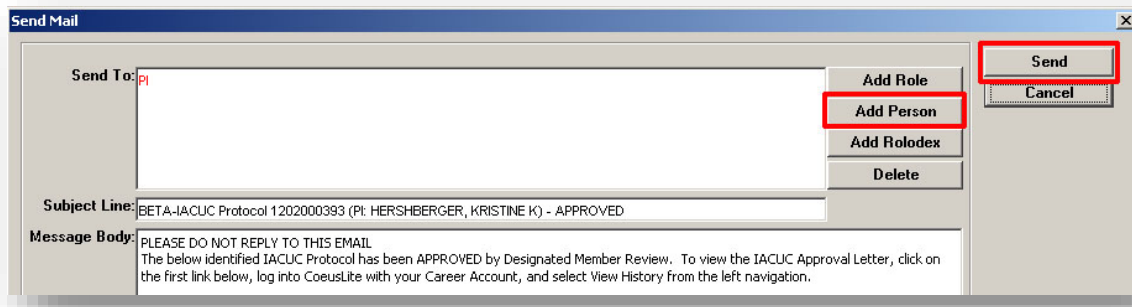 Send Mail
X
Send To:
PI
Add Role
Add Person
Add Rolodex
Delete
Send
Cancel
Subject Line:
BETA-IACUC Protocol 1202000393 (PI: HERSHBERGER, KRISTINE K) - APPROVED
Message Body:
PLEASE DO NOT REPLY TO THIS EMAIL
The below identified IACUC Protocol has been APPROVED by Designated Member Review. To view the IACUC Approval Letter, click on
the first link below, log into CoeusLite with your Career Account, and select View History from the left navigation.